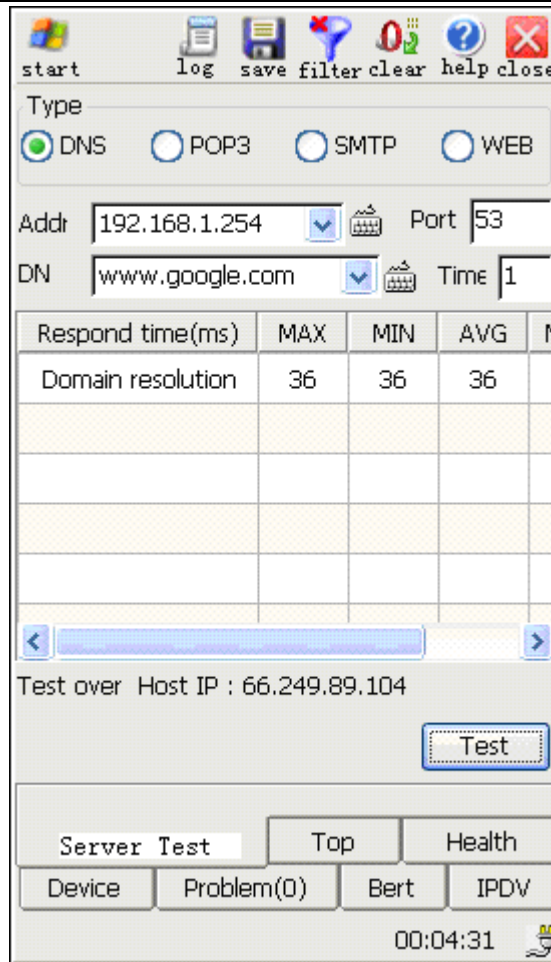 start log save filter clear help close
Type
DNS POP3 SMTP WEB
Addr 192.168.1.254 Port 53
DN www.google.com Time 1
Respond time(ms) MAX MIN AVG
Domain resolution 36 36 36
Test over Host IP : 66.249.89.104
Test
Server Test Top Health
Device Problem(0) Bert IPDV
00:04:31